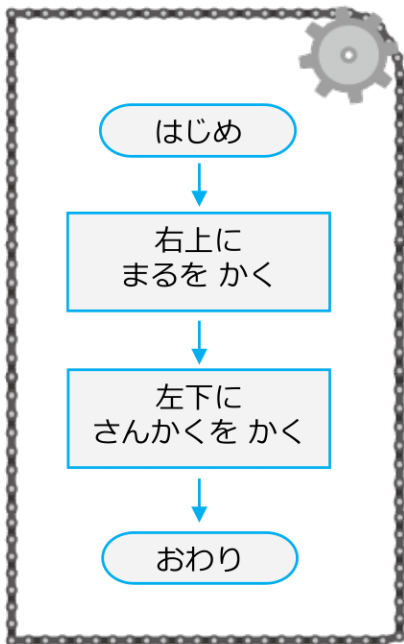 はじめ
右上に
まるを かく
左下に
さんかくを かく
おわり